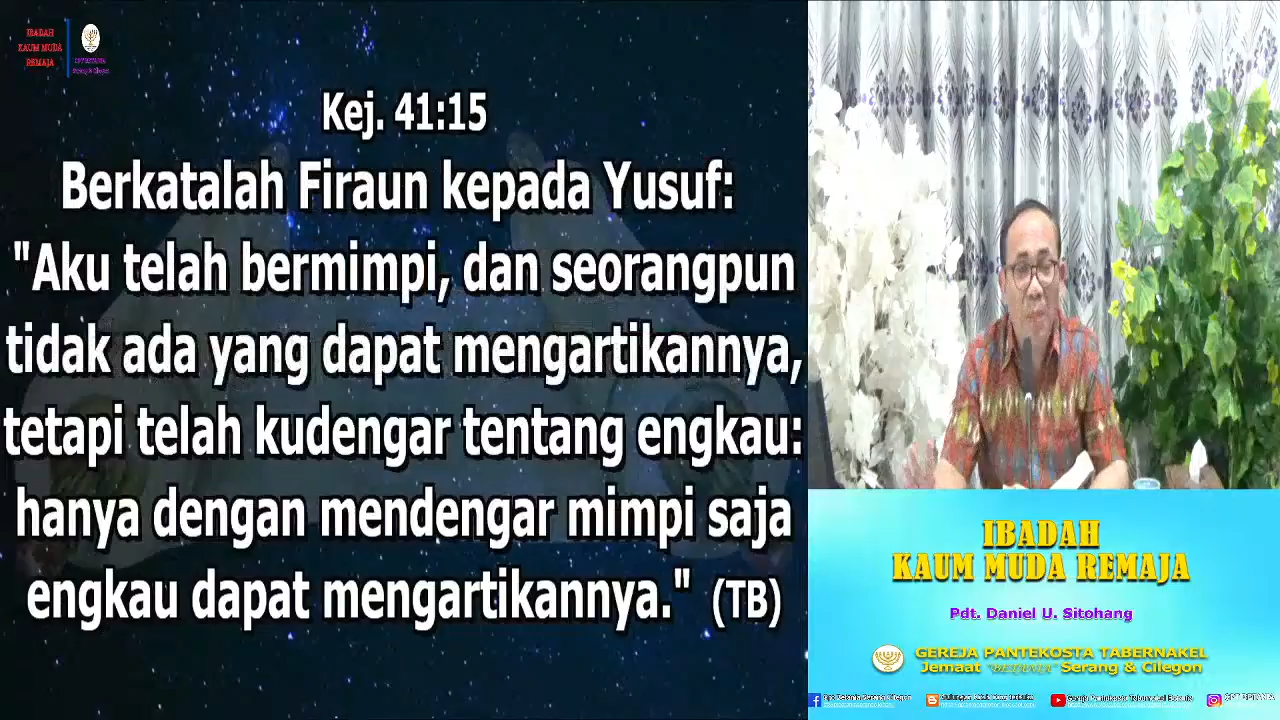 IBADAH
KAUM MUDA
REMAJA
Kej. 41:15
Berkatalah Firaun kepada Yusuf:
"Aku telah bermimpi, dan seorangpun
tidak ada yang dapat mengartikannya,
tetapi telah kudengar tentang engkau:
hanya dengan mendengar mimpi saja
engkau dapat mengartikannya." (TB)
IBADAH
KAUM MUDA REMAJA
Pdt. Daniel U. Sitohang
GEREJA PANTEKOSTA TABERNAKEL
Jemaat "BETANIA" Serang & Cilegon